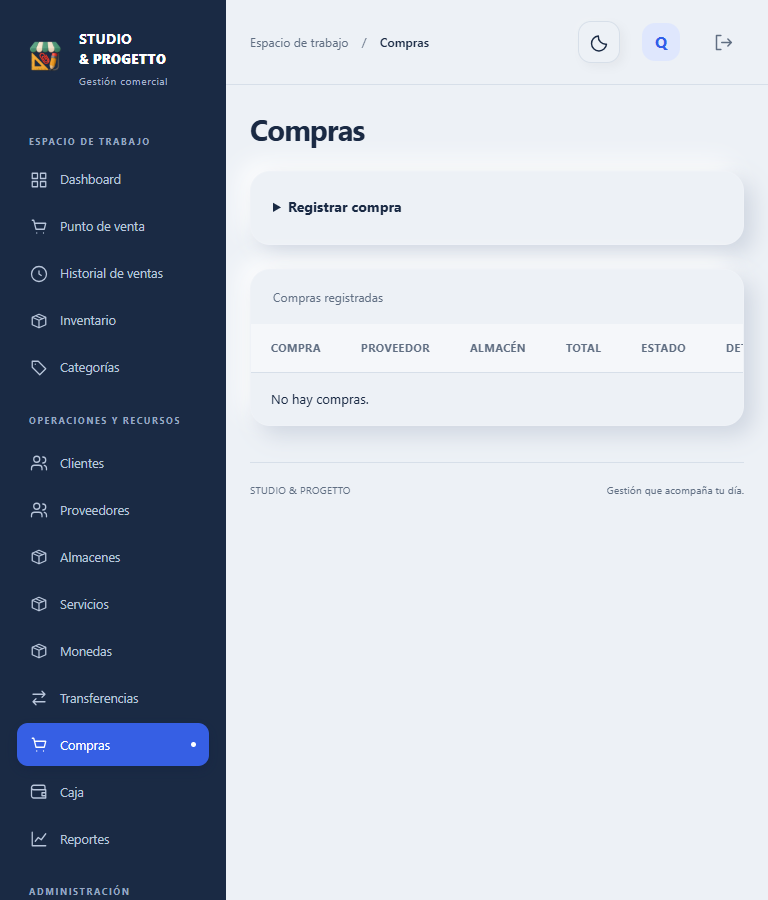 STUDIO
& PROGETTO
Gestión comercial
ESPACIO DE TRABAJO
Dashboard
Punto de venta
Historial de ventas
Inventario
Categorías
OPERACIONES Y RECURSOS
Clientes
Proveedores
Almacenes
Servicios
Monedas
Transferencias
Compras
Caja
Reportes
ADMINISTRACIÓN
Espacio de trabajo / Compras
Q
Compras
Registrar compra
Compras registradas
COMPRA PROVEEDOR ALMACÉN TOTAL ESTADO
No hay compras.
STUDIO & PROGETTO Gestión que acompaña tu día.